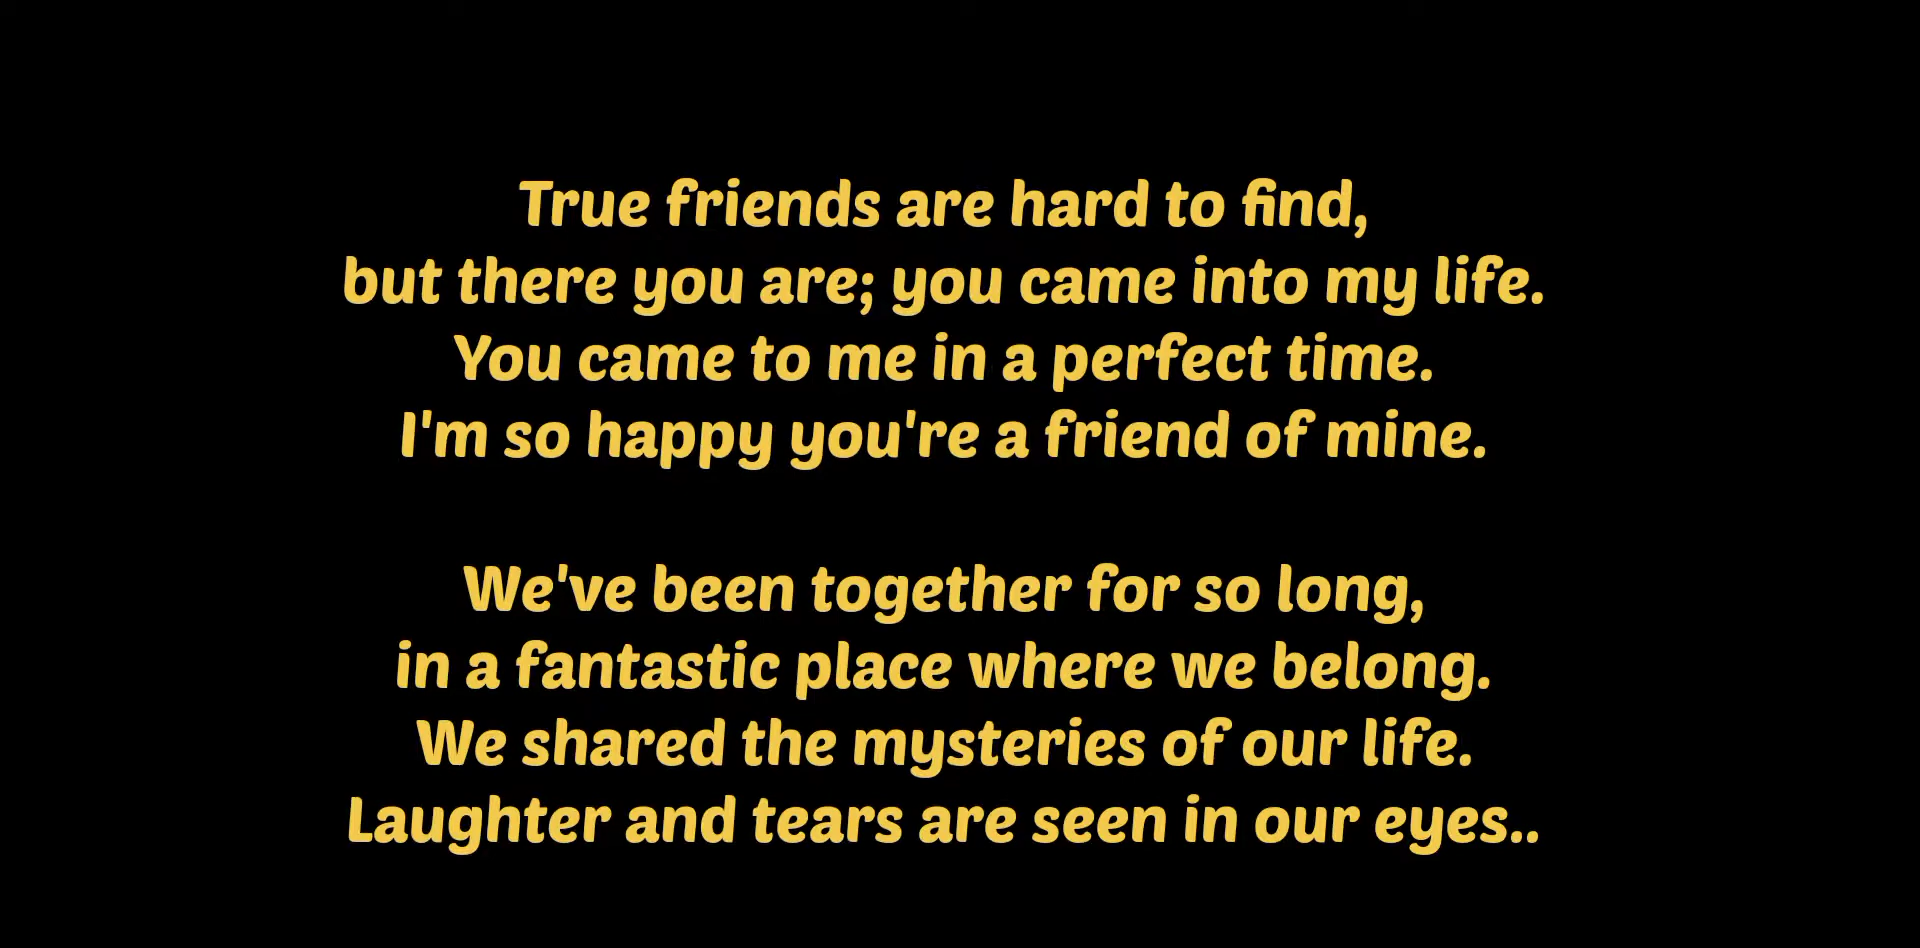 True friends are hard to find,
but there you are; you came into my life.
You came to me in a perfect time.
I'm so happy you're a friend of mine.
We've been together for so long,
in a fantastic place where we belong.
We shared the mysteries of our life.
Laughter and tears are seen in our eyes..